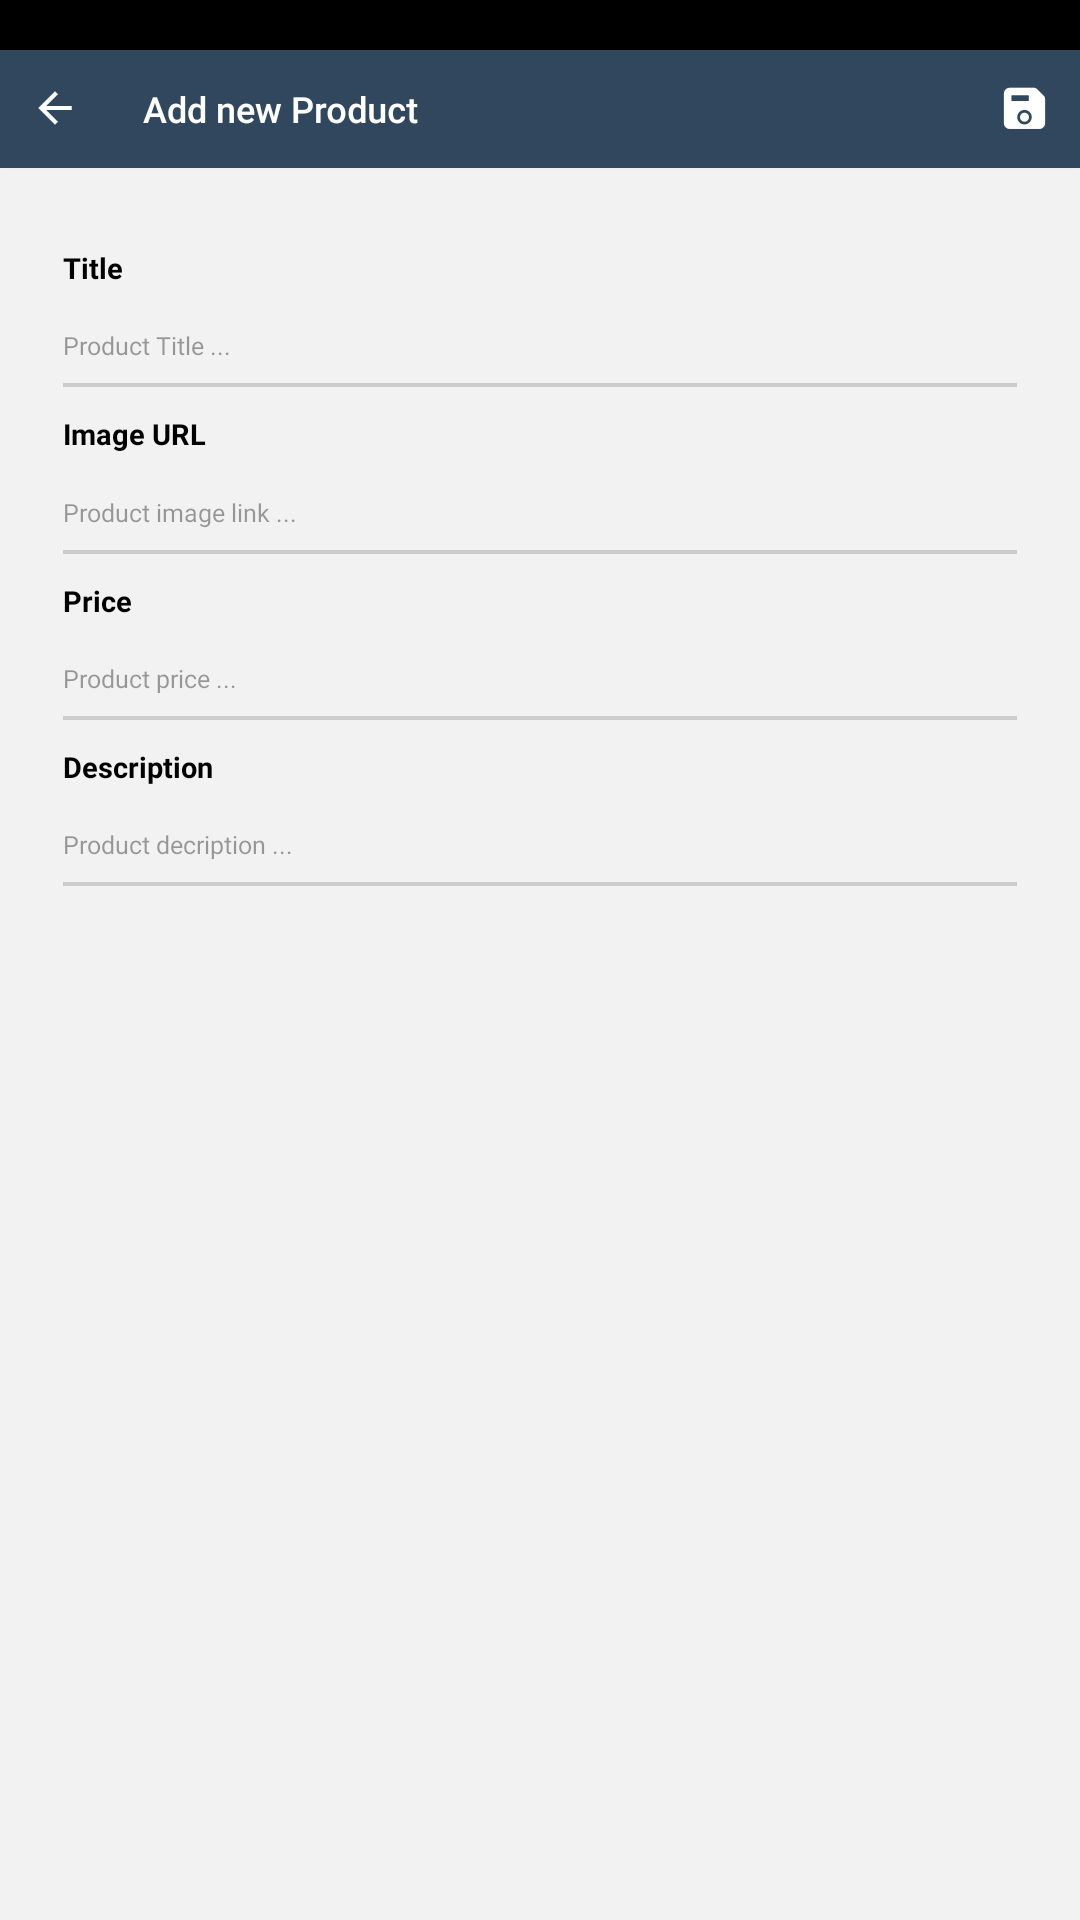 Add new Product
Title
Product Title ...
Image URL
Product image link ...
Price
Product price ...
Description
Product decription ...